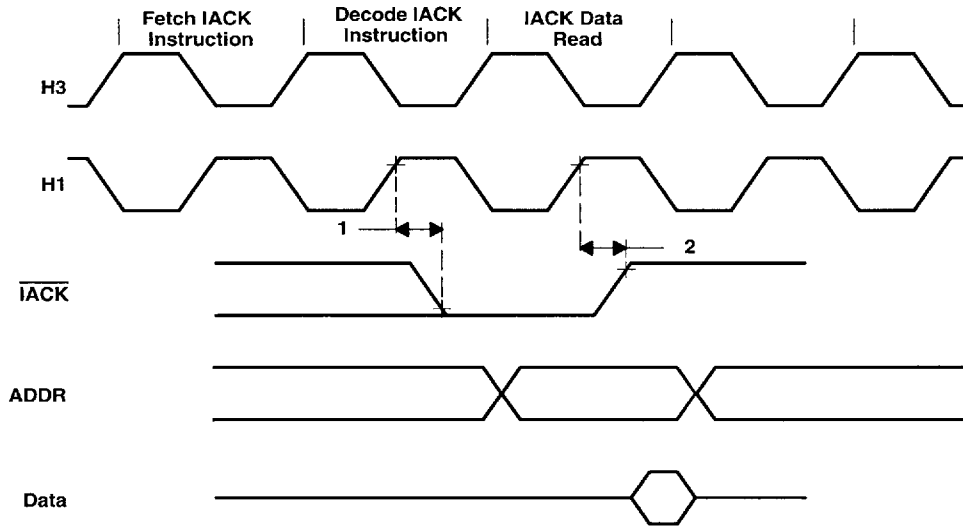 Fetch IACK
Instruction
Decode IACK
Instruction
IACK Data
Read
H3
H1
1
2
IACK
ADDR
Data